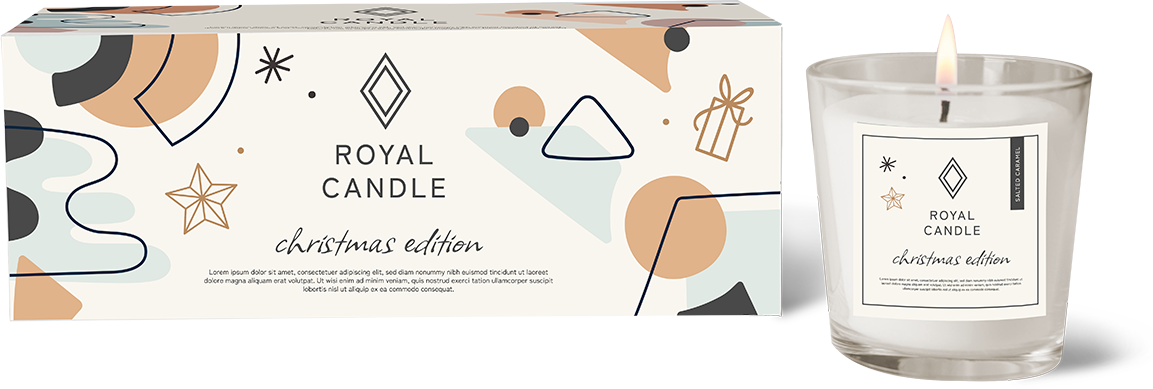 ROYAL
CANDLE
ROYAL
CANDLE
christmas edition
Lorem ipsum dolor sit amet, consectetuer adipiscing elit, sed diam nonummy nibh euismod tincidunt ut laoreet
dolore magna aliquam erat volutpat. Ut wisi enim ad minim veniam, quis nostrud exerci tation ullamcorper suscipit
lobortis nisl ut aliquip ex ea commodo consequat.
SALTED CARAMEL
ROYAL
CANDLE
christmas edition